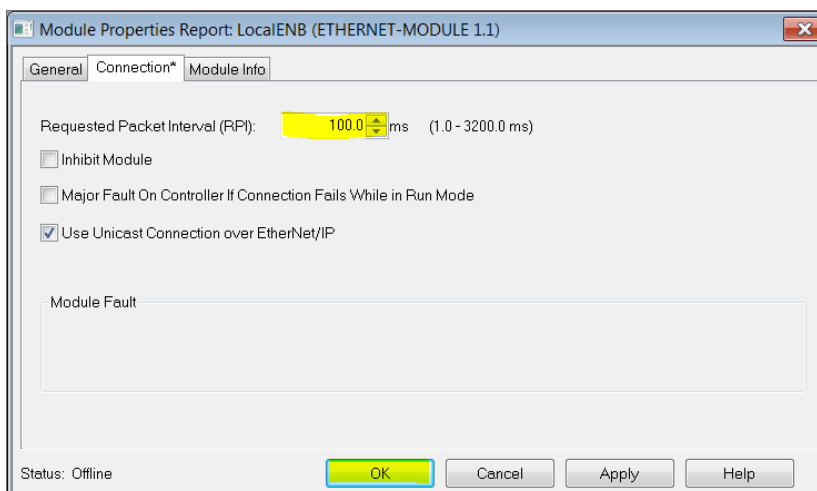 Module Properties Report: LocalENB (ETHERNET-MODULE 1.1)
General Connection* Module Info
Requested Packet Interval (RPI): 100.0 ms (1.0 - 3200.0 ms)
Inhibit Module
Major Fault On Controller If Connection Fails While in Run Mode
Use Unicast Connection over EtherNet/IP
Module Fault
Status: Offline OK Cancel Apply Help